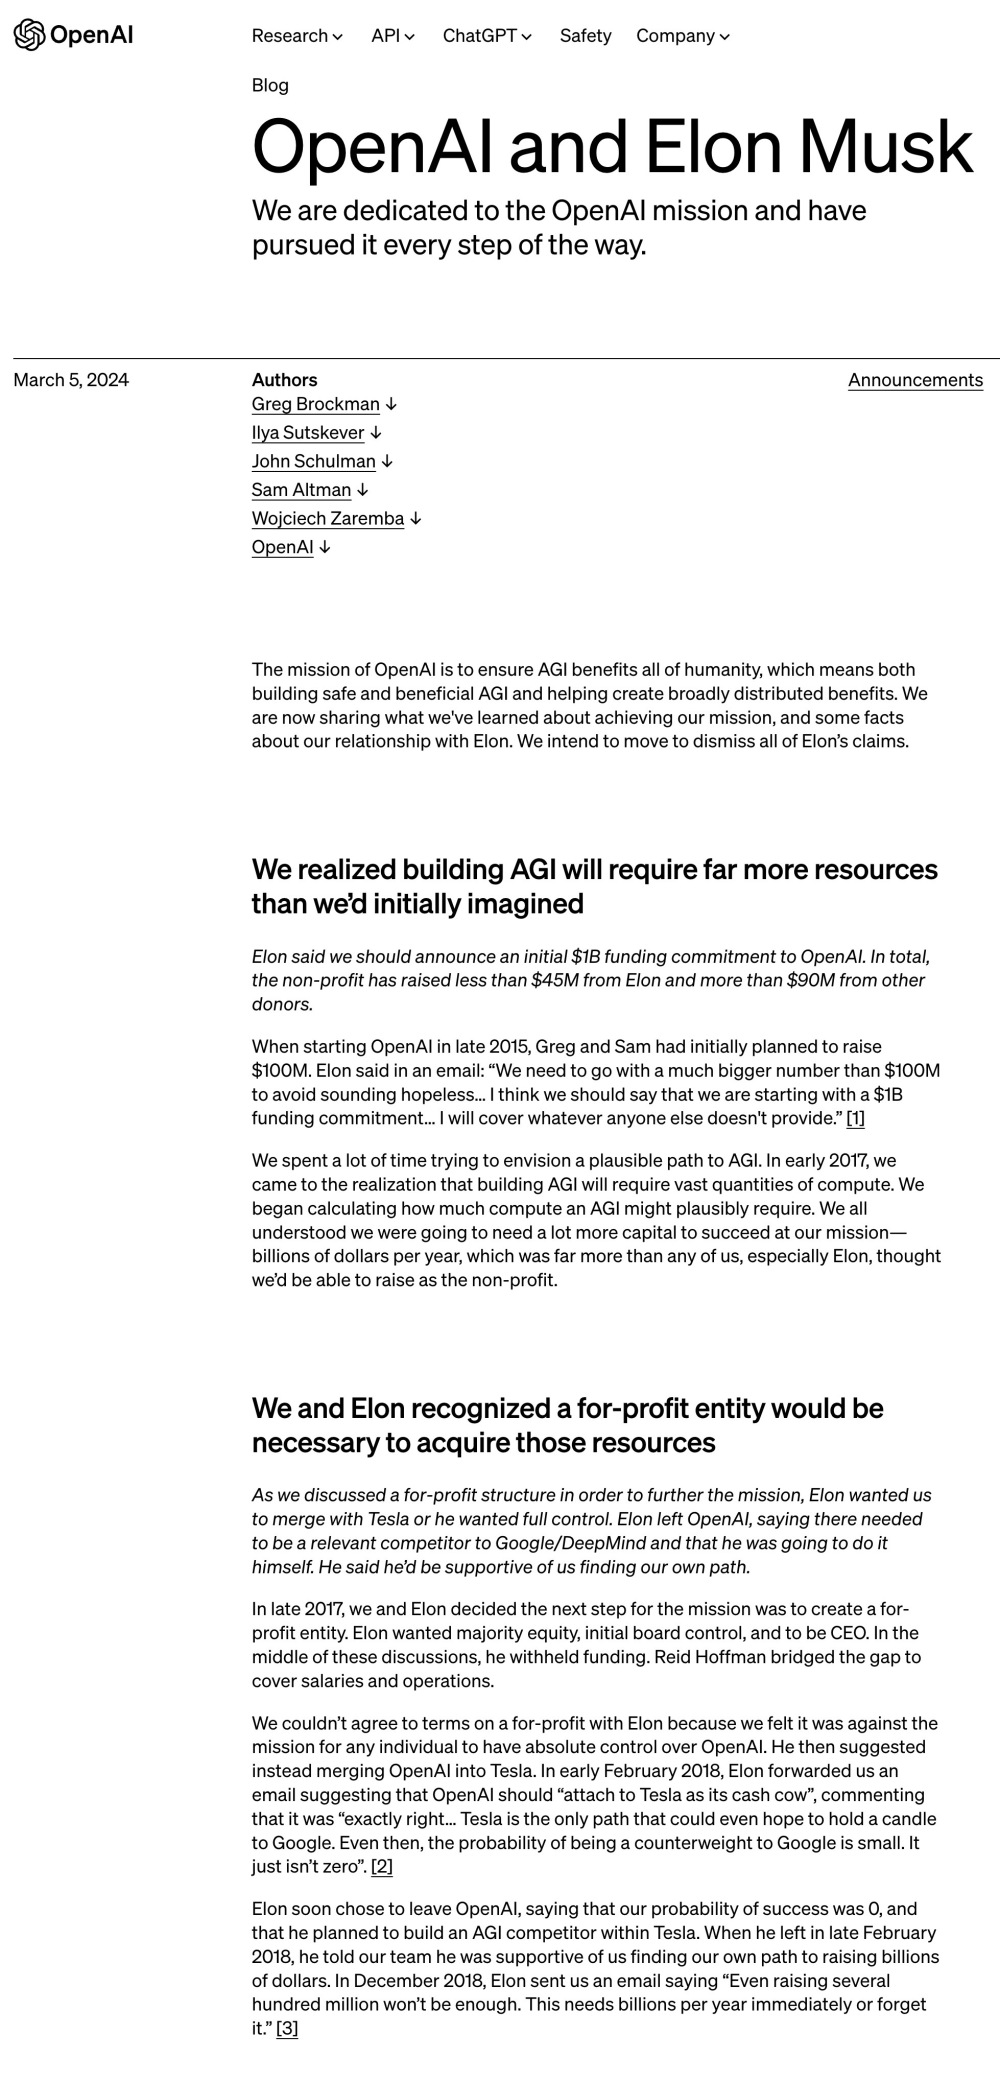 OpenAI
Research API ChatGPT Safety Company
Blog
OpenAI and Elon Musk
We are dedicated to the OpenAI mission and have
pursued it every step of the way.
March 5, 2024
Authors
Announcements
Greg Brockman ↓
Ilya Sutskever ↓
John Schulman ↓
Sam Altman ↓
Wojciech Zaremba ↓
OpenAI ↓
The mission of OpenAI is to ensure AGI benefits all of humanity, which means both
building safe and beneficial AGI and helping create broadly distributed benefits. We
are now sharing what we've learned about achieving our mission, and some facts
about our relationship with Elon. We intend to move to dismiss all of Elon’s claims.
We realized building AGI will require far more resources
than we’d initially imagined
Elon said we should announce an initial $1B funding commitment to OpenAI. In total,
the non-profit has raised less than $45M from Elon and more than $90M from other
donors.
When starting OpenAI in late 2015, Greg and Sam had initially planned to raise
$100M. Elon said in an email: “We need to go with a much bigger number than $100M
to avoid sounding hopeless… I think we should say that we are starting with a $1B
funding commitment… I will cover whatever anyone else doesn't provide.” [1]
We spent a lot of time trying to envision a plausible path to AGI. In early 2017, we
came to the realization that building AGI will require vast quantities of compute. We
began calculating how much compute an AGI might plausibly require. We all
understood we were going to need a lot more capital to succeed at our mission—
billions of dollars per year, which was far more than any of us, especially Elon, thought
we’d be able to raise as the non-profit.
We and Elon recognized a for-profit entity would be
necessary to acquire those resources
As we discussed a for-profit structure in order to further the mission, Elon wanted us
to merge with Tesla or he wanted full control. Elon left OpenAI, saying there needed
to be a relevant competitor to Google/DeepMind and that he was going to do it
himself. He said he’d be supportive of us finding our own path.
In late 2017, we and Elon decided the next step for the mission was to create a for-
profit entity. Elon wanted majority equity, initial board control, and to be CEO. In the
middle of these discussions, he withheld funding. Reid Hoffman bridged the gap to
cover salaries and operations.
We couldn’t agree to terms on a for-profit with Elon because we felt it was against the
mission for any individual to have absolute control over OpenAI. He then suggested
instead merging OpenAI into Tesla. In early February 2018, Elon forwarded us an
email suggesting that OpenAI should “attach to Tesla as its cash cow”, commenting
that it was “exactly right… Tesla is the only path that could even hope to hold a candle
to Google. Even then, the probability of being a counterweight to Google is small. It
just isn’t zero”. [2]
Elon soon chose to leave OpenAI, saying that our probability of success was 0, and
that he planned to build an AGI competitor within Tesla. When he left in late February
2018, he told our team he was supportive of us finding our own path to raising billions
of dollars. In December 2018, Elon sent us an email saying “Even raising several
hundred million won’t be enough. This needs billions per year immediately or forget
it.” [3]